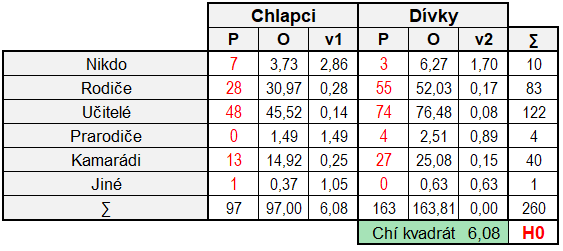 Chlapci Dívky
P O v1 P O v2 ∑
Nikdo 7 3,73 2,86 3 6,27 1,70 10
Rodiče 28 30,97 0,28 55 52,03 0,17 83
Učitelé 48 45,52 0,14 74 76,48 0,08 122
Prarodiče 0 1,49 1,49 4 2,51 0,89 4
Kamarádi 13 14,92 0,25 27 25,08 0,15 40
Jiné 1 0,37 1,05 0 0,63 0,63 1
∑ 97 97,00 6,08 163 163,81 0,00 260
Chí kvadrát 6,08 H0